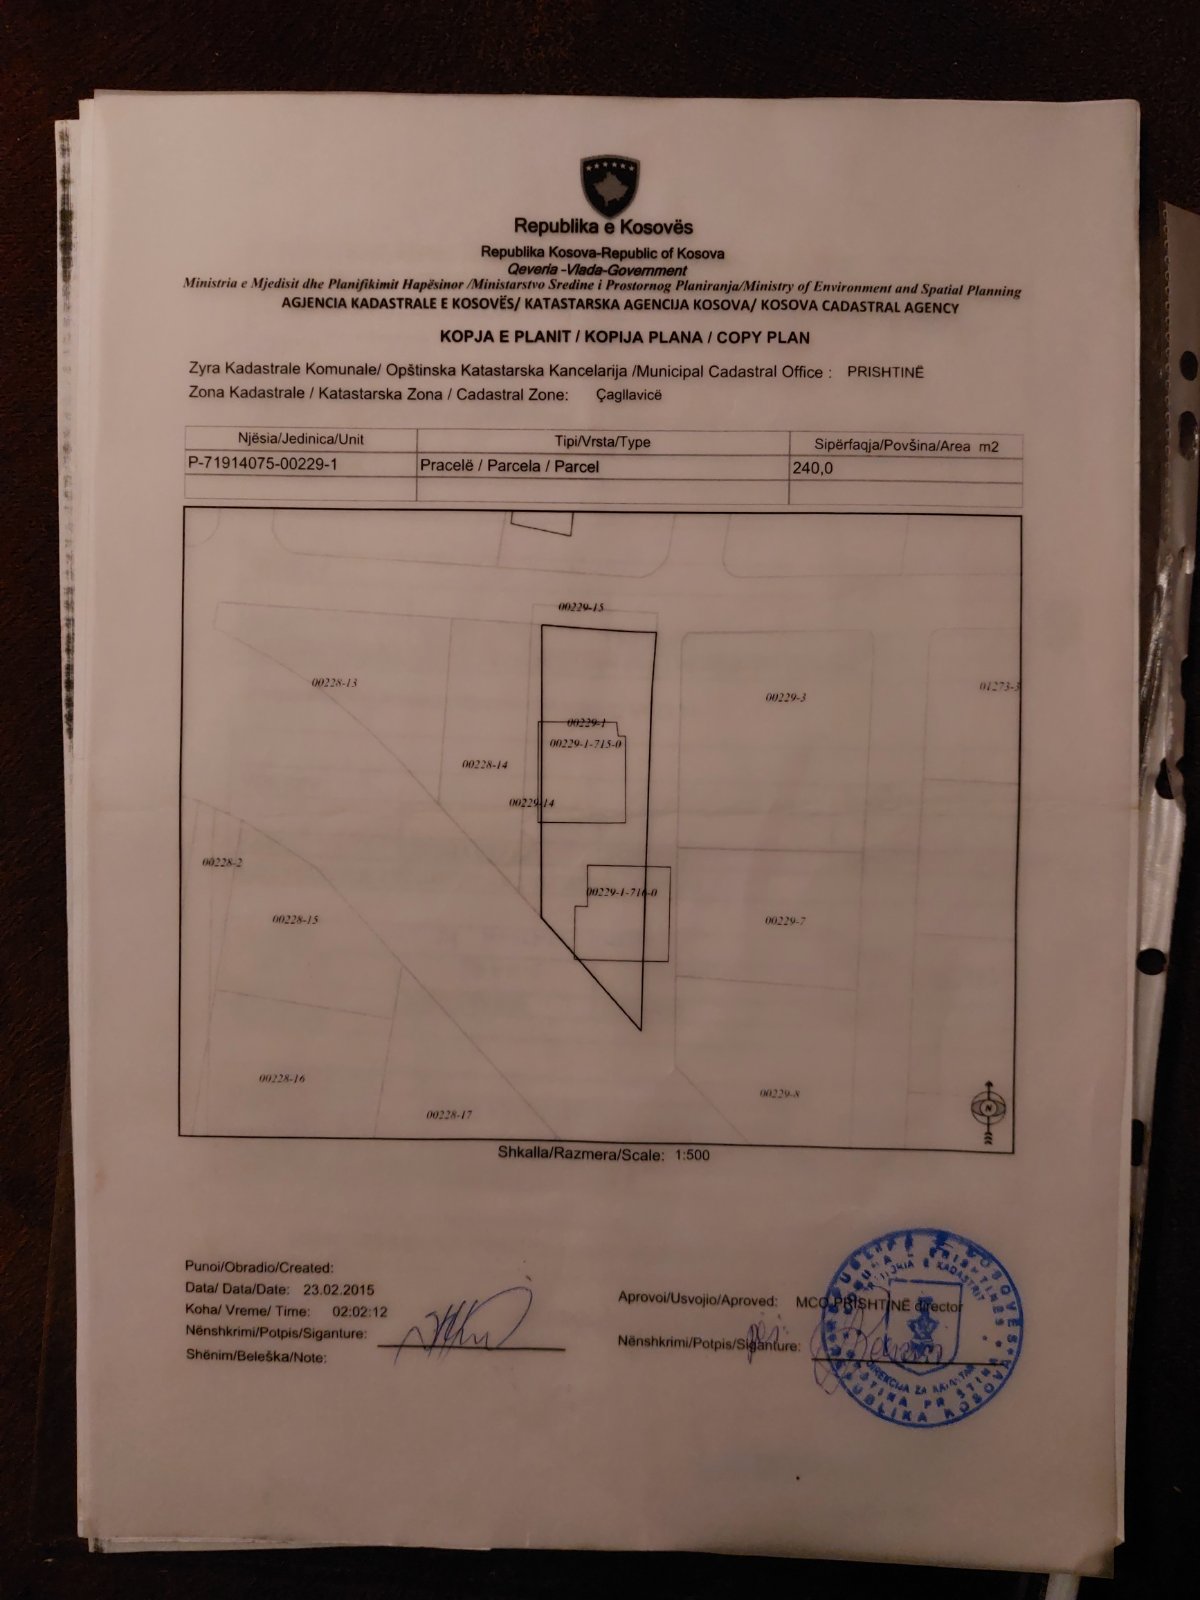 Republika e Kosovës
Republika Kosova-Republic of Kosova
Qeveria -Vlada-Government
Ministria e Mjedisit dhe Planifikimit Hapësinor /Ministarstvo Sredine i Prostornog Planiranja/Ministry of Environment and Spatial Planning
AGJENCIA KADASTRALE E KOSOVËS/ KATASTARSKA AGENCIJA KOSOVA/ KOSOVA CADASTRAL AGENCY
KOPJA E PLANIT / KOPIJA PLANA / COPY PLAN
Zyra Kadastrale Komunale/ Opštinska Katastarska Kancelarija /Municipal Cadastral Office : PRISHTINË
Zona Kadastrale / Katastarska Zona / Cadastral Zone: Çagllavicë
Njësia/Jedinica/Unit Tipi/Vrsta/Type Sipërfaqja/Povšina/Area m2
P-71914075-00229-1 Pracelë / Parcela / Parcel 240,0
00229-15
00228-13
00229-3
01273-3
00229-1
00229-1-715-0
00228-14
00229-14
00228-2
00229-1-716-0
00228-15
00229-7
00228-16
00229-8
00228-17
N
Shkalla/Razmera/Scale: 1:500
Punoi/Obradio/Created:
Data/ Data/Date: 23.02.2015
Koha/ Vreme/ Time: 02:02:12
Nënshkrimi/Potpis/Siganture:
Shënim/Beleška/Note:
Aprovoi/Usvojio/Aproved: MCO PRISHTINË director
Nënshkrimi/Potpis/Siganture:
DIREKCIJA ZA KATASTAR
REPUBLIKA KOSOVA